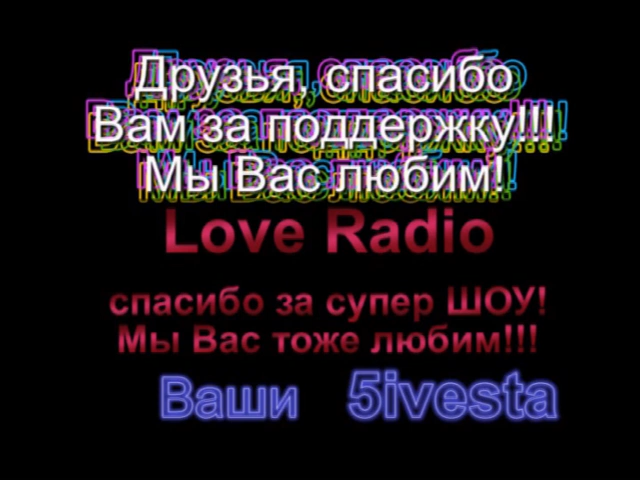 Друзья, спасибо
Вам за поддержку!!!
Мы Вас любим!
Love Radio
спасибо за супер ШОУ!
Мы Вас тоже любим!!!
Ваши 5ivesta